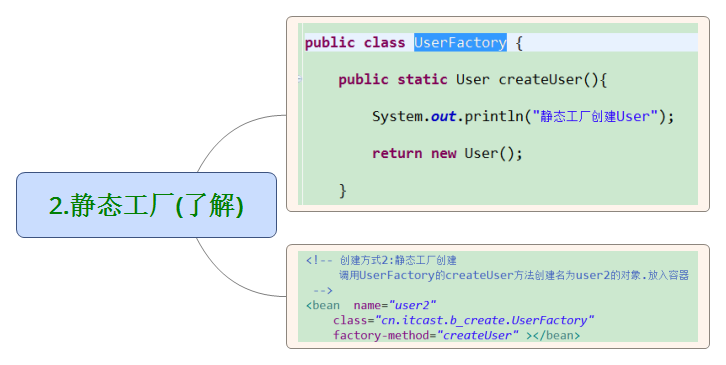 2.静态工厂(了解)
public class UserFactory {
public static User createUser(){
System.out.println("静态工厂创建User");
return new User();
}
<!-- 创建方式2:静态工厂创建
调用UserFactory的createUser方法创建名为user2的对象.放入容器
-->
<bean  name="user2"
class="cn.itcast.b_create.UserFactory"
factory-method="createUser" ></bean>